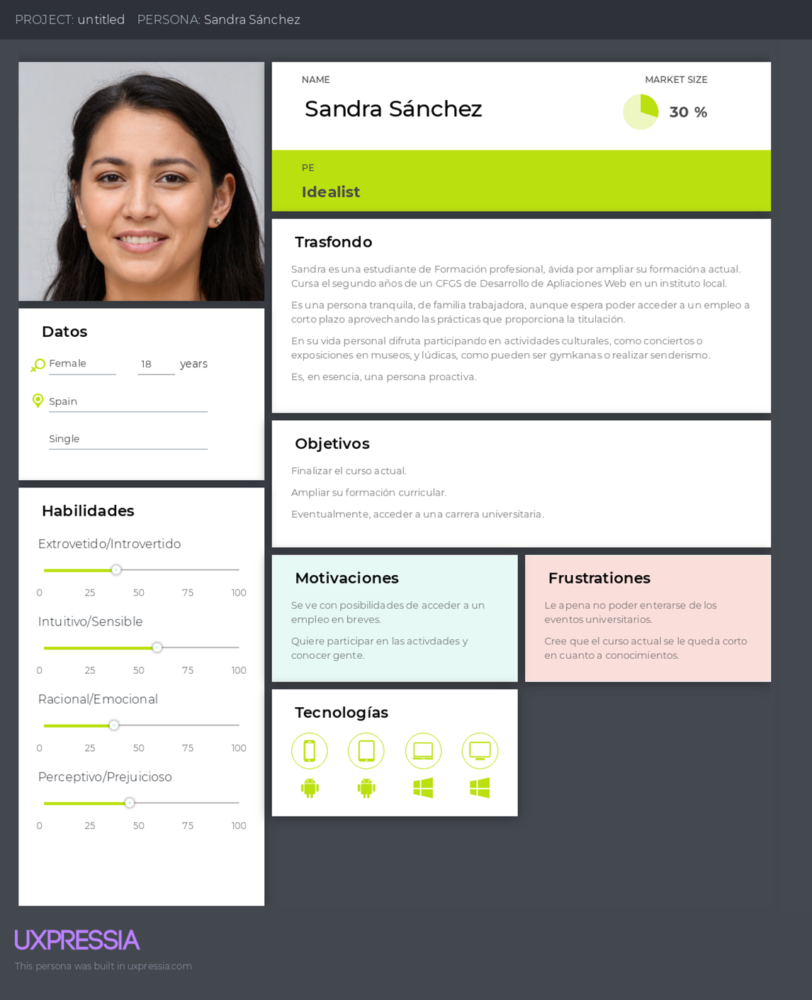 PROJECT: untitled PERSONA: Sandra Sánchez
NAME
Sandra Sánchez
MARKET SIZE
30 %
PE
Idealist
Trasfondo
Sandra es una estudiante de Formación profesional, ávida por ampliar su formacióna actual.
Cursa el segundo años de un CFGS de Desarrollo de Apliaciones Web en un instituto local.
Es una persona tranquila, de familia trabajadora, aunque espera poder acceder a un empleo a
corto plazo aprovechando las prácticas que proporciona la titulación.
En su vida personal difruta participando en actividades culturales, como conciertos o
exposiciones en museos, y lúdicas, como pueden ser gymkanas o realizar senderismo.
Es, en esencia, una persona proactiva.
Datos
Female 18 years
Spain
Single
Objetivos
Finalizar el curso actual.
Ampliar su formación curricular.
Eventualmente, acceder a una carrera universitaria.
Habilidades
Extrovetido/Introvertido
0 25 50 75 100
Intuitivo/Sensible
0 25 50 75 100
Racional/Emocional
0 25 50 75 100
Perceptivo/Prejuicioso
0 25 50 75 100
Motivaciones
Se ve con posibilidades de acceder a un
empleo en breves.
Quiere participar en las activdades y
conocer gente.
Frustrationes
Le apena no poder enterarse de los
eventos universitarios.
Cree que el curso actual se le queda corto
en cuanto a conocimientos.
Tecnologías
UXPRESSIA
This persona was built in uxpressia.com